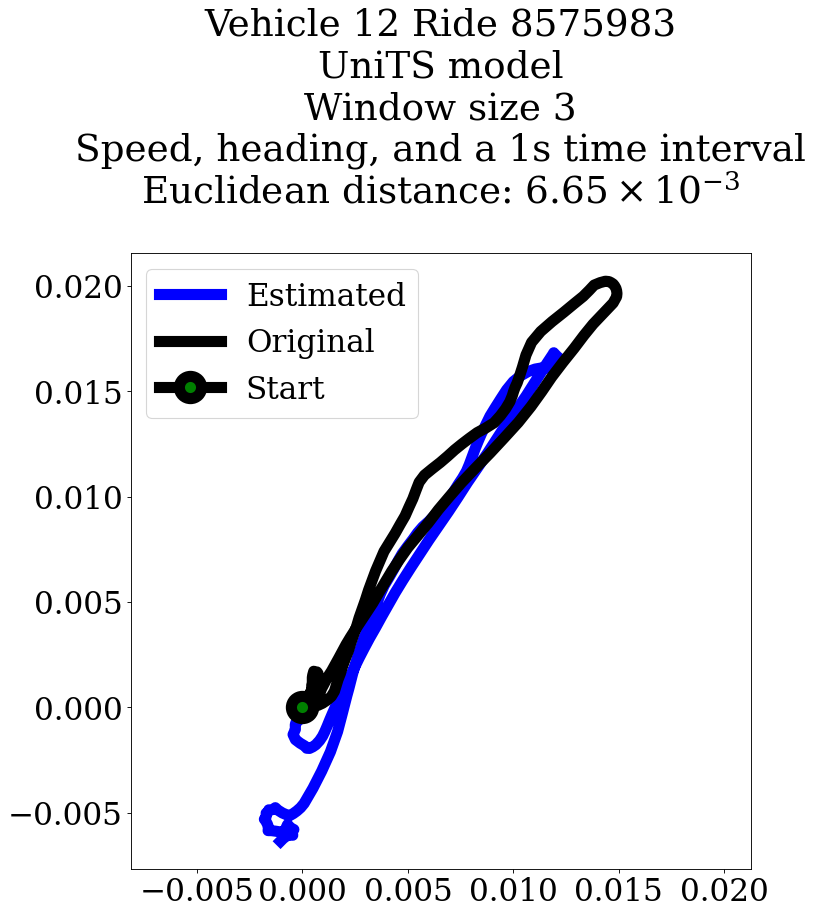 Vehicle 12 Ride 8575983
UniTS model
Window size 3
Speed, heading, and a 1s time interval
Euclidean distance: 6.65 × 10⁻³
Estimated
Original
Start
0.020
0.015
0.010
0.005
0.000
−0.005
−0.005 0.000 0.005 0.010 0.015 0.020